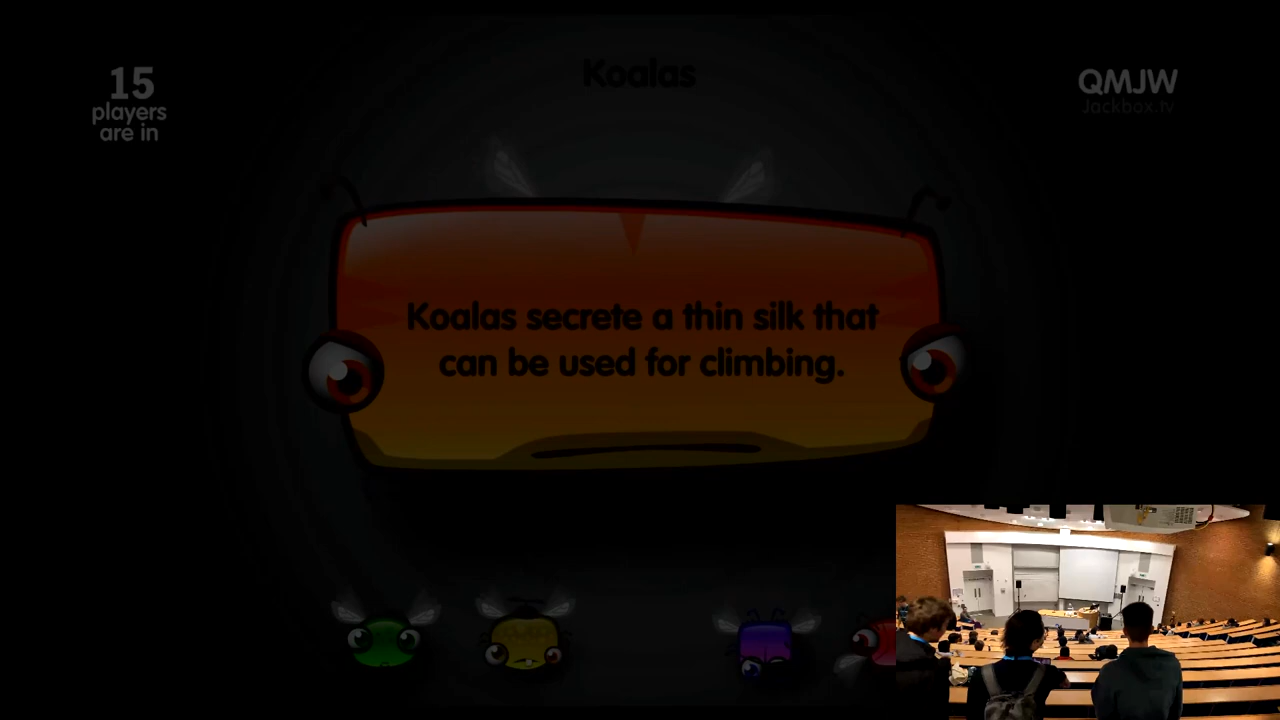 15
players
are in
Koalas
QMJW
Jackbox.tv
Koalas secrete a thin silk that
can be used for climbing.